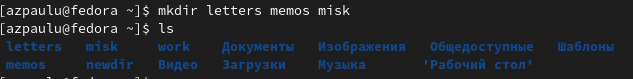 [azpaulu@fedora ~]$ mkdir letters memos misk
[azpaulu@fedora ~]$ ls
letters misk work Документы Изображения Общедоступные Шаблоны
memos newdir Видео Загрузки Музыка 'Рабочий стол'